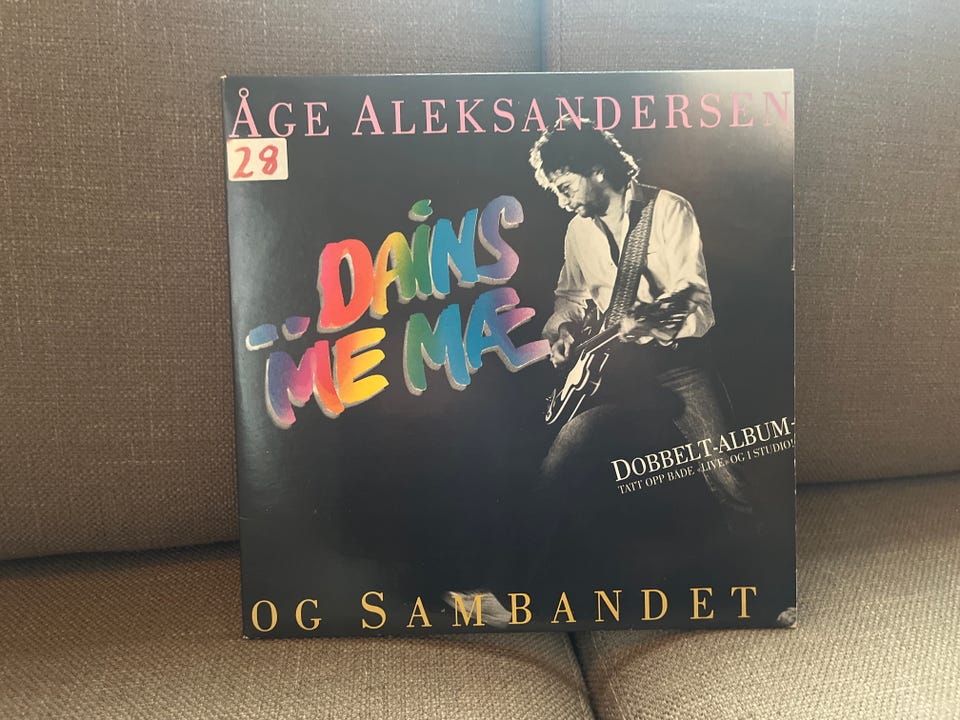 ÅGE ALEKSANDERSEN
28
DAINS
ME MÆ
DOBBELT-ALBUM-
TATT OPP BÅDE «LIVE» OG I STUDIO!
OG SAMBANDET